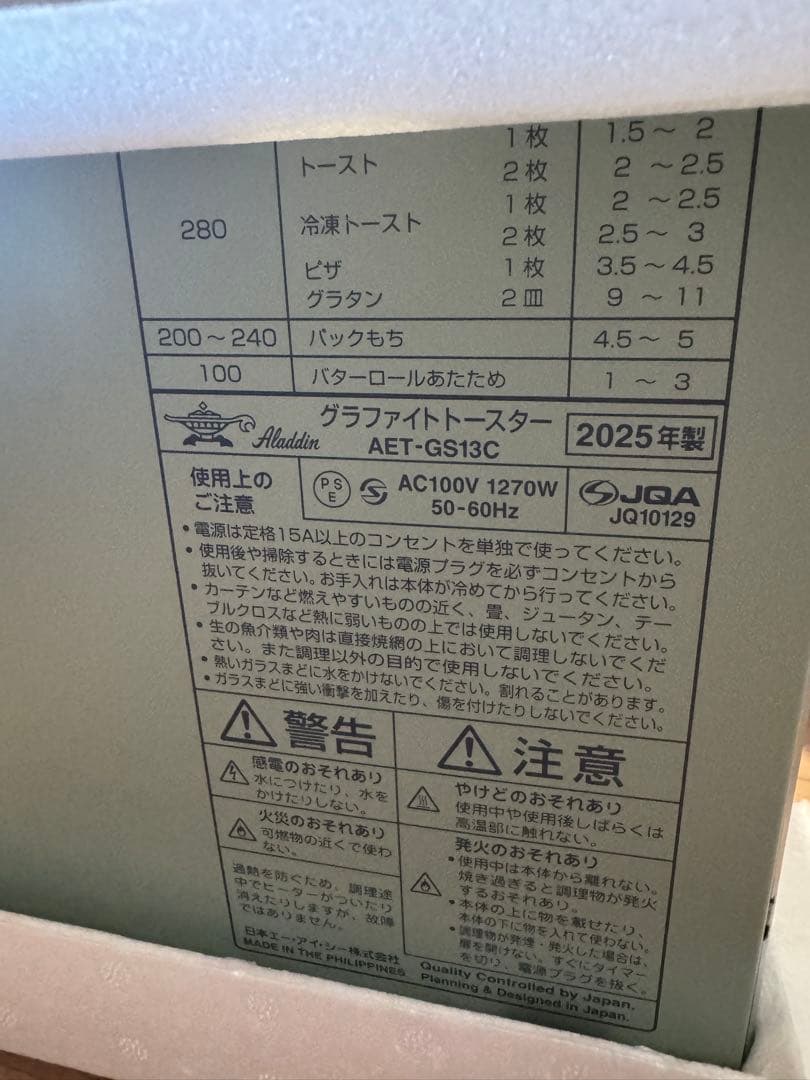 1枚 1.5～ 2
トースト
2枚 2 ～2.5
280
1枚 2 ～2.5
冷凍トースト
2枚 2.5～ 3
ピザ 1枚 3.5～4.5
グラタン 2皿 9 ～11
200～240 パックもち 4.5～ 5
100 バターロールあたため 1 ～ 3
Aladdin
グラファイトトースター
AET-GS13C
2025年製
使用上の
ご注意
PSE
AC100V 1270W
50-60Hz
JQA
JQ10129
•電源は定格15A以上のコンセントを単独で使ってください。
•使用後や掃除するときには電源プラグを必ずコンセントから
抜いてください。お手入れは本体が冷めてから行ってください。
•カーテンなど燃えやすいものの近く、畳、ジュータン、テー
ブルクロスなど熱に弱いものの上では使用しないでください。
•生の魚介類や肉は直接焼網の上において調理しないでくだ
さい。また調理以外の目的で使用しないでください。
•熱いガラスまどに水をかけないでください。割れることがあります。
•ガラスまどに強い衝撃を加えたり、傷を付けたりしないでください。
警告
感電のおそれあり
水につけたり、水を
かけたりしない。
火災のおそれあり
可燃物の近くで使わ
ない。
過熱を防ぐため、調理途
中でヒーターがついたり
消えたりしますが、故障
ではありません。
日本エー・アイ・シー株式会社
MADE IN THE PHILIPPINES
注意
やけどのおそれあり
使用中や使用後しばらくは
高温部に触れない。
発火のおそれあり
•使用中は本体から離れない。
焼き過ぎると調理物が発火
するおそれあり。
•本体の上に物を載せたり、
本体の下に物を入れて使わない。
•調理物が発煙・発火した場合は、
扉を開けない。すぐにタイマー
を切り、電源プラグを抜く。
Quality Controlled by Japan.
Planning & Designed in Japan.